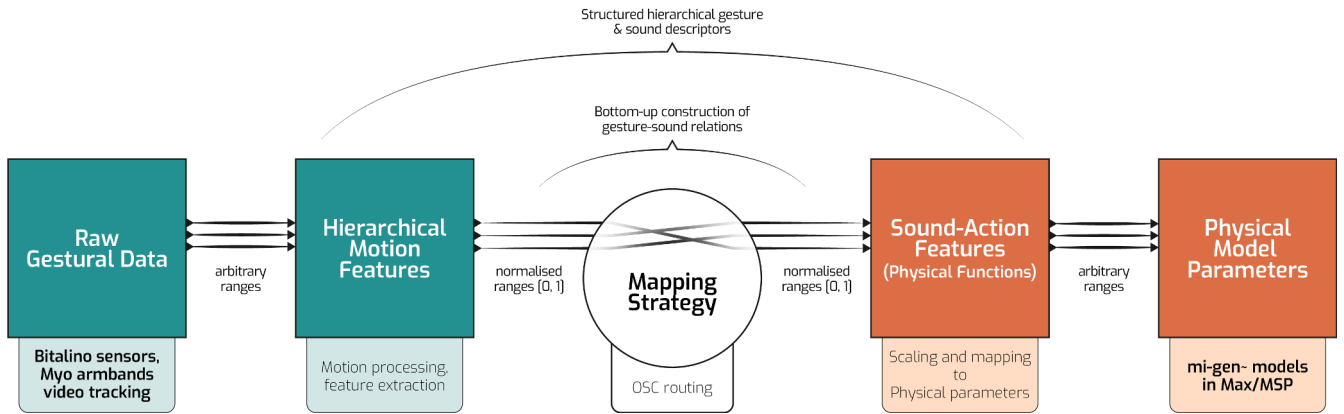 Structured hierarchical gesture
& sound descriptors
Bottom-up construction of
gesture-sound relations
Raw
Gestural Data
arbitrary
ranges
Hierarchical
Motion
Features
normalised
ranges [0, 1]
Mapping
Strategy
normalised
ranges [0, 1]
Sound-Action
Features
(Physical Functions)
arbitrary
ranges
Physical
Model
Parameters
Bitalino sensors,
Myo armbands
video tracking
Motion processing,
feature extraction
OSC routing
Scaling and mapping
to
Physical parameters
mi-gen~ models
in Max/MSP